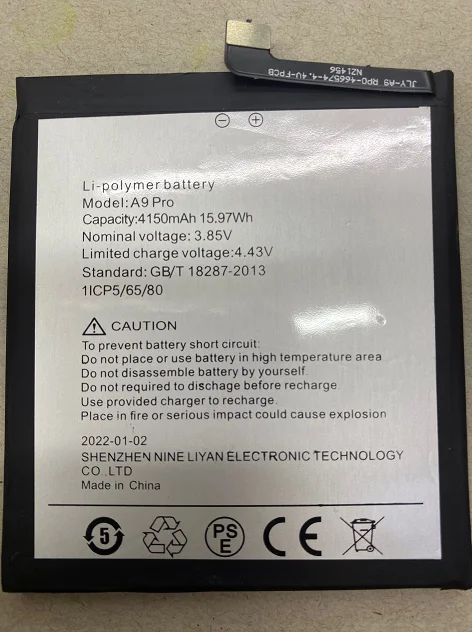 JLY-A9 RPO-466574-4.4V-FPCB
NZ1456
Li-polymer battery
Model: A9 Pro
Capacity:4150mAh 15.97Wh
Nominal voltage: 3.85V
Limited charge voltage: 4.43V
Standard: GB/T 18287-2013
1ICP5/65/80
CAUTION
To prevent battery short circuit:
Do not place or use battery in high temperature area
Do not disassemble battery by yourself.
Do not required to discharge before recharge.
Use provided charger to recharge.
Place in fire or serious impact could cause explosion
2022-01-02
SHENZHEN NINE LIYAN ELECTRONIC TECHNOLOGY
CO.,LTD
Made in China
5 PS E CE